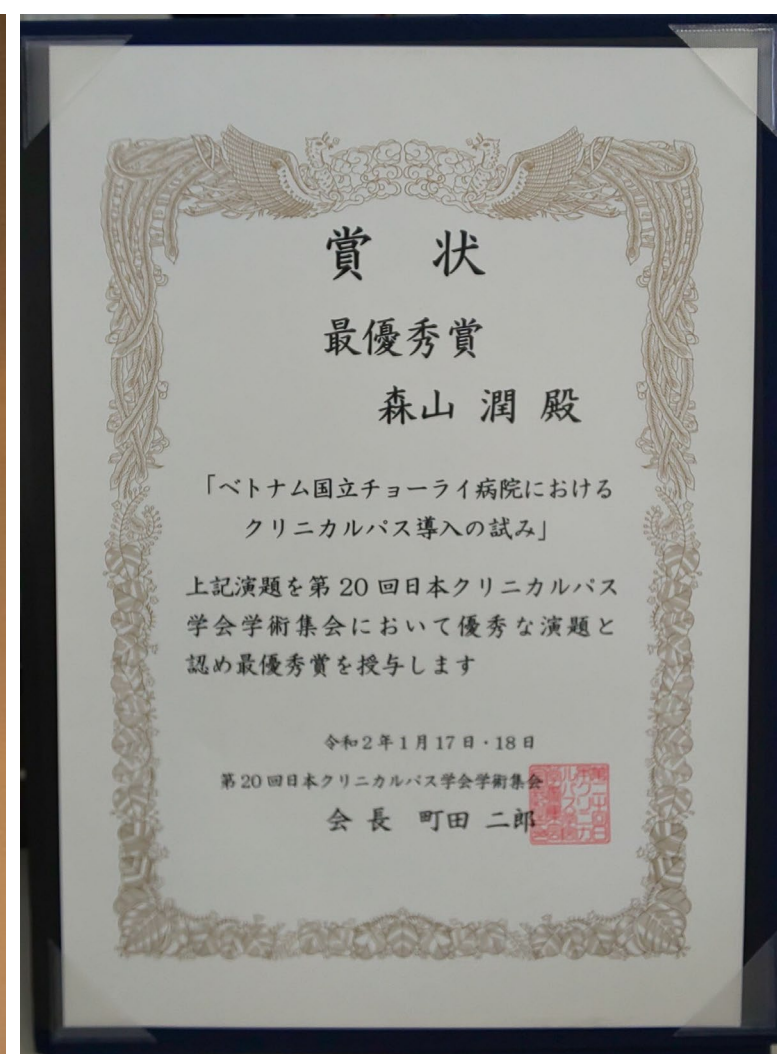 賞 状
最優秀賞
森山 潤 殿
「ベトナム国立チョーライ病院における
クリニカルパス導入の試み」
上記演題を第20回日本クリニカルパス
学会学術集会において優秀な演題と
認め最優秀賞を授与します
令和2年1月17日・18日
第20回日本クリニカルパス学会学術集会
会 長 町田 二郎